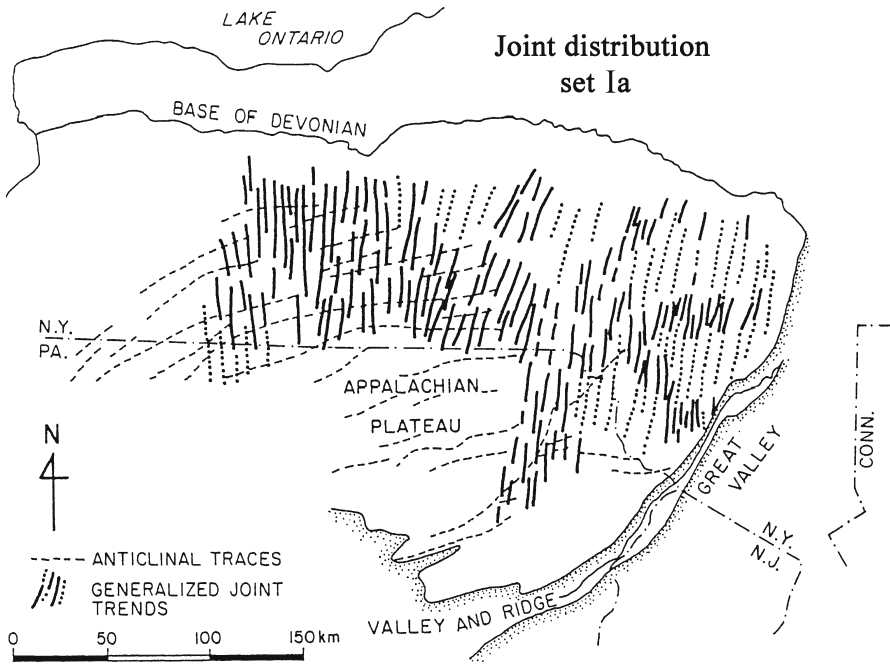 LAKE
ONTARIO
Joint distribution
set Ia
BASE OF DEVONIAN
N.Y.
PA.
APPALACHIAN
PLATEAU
N
GREAT
VALLEY
CONN.
N.Y.
N.J.
ANTICLINAL TRACES
GENERALIZED JOINT
TRENDS
VALLEY AND RIDGE
0 50 100 150 km